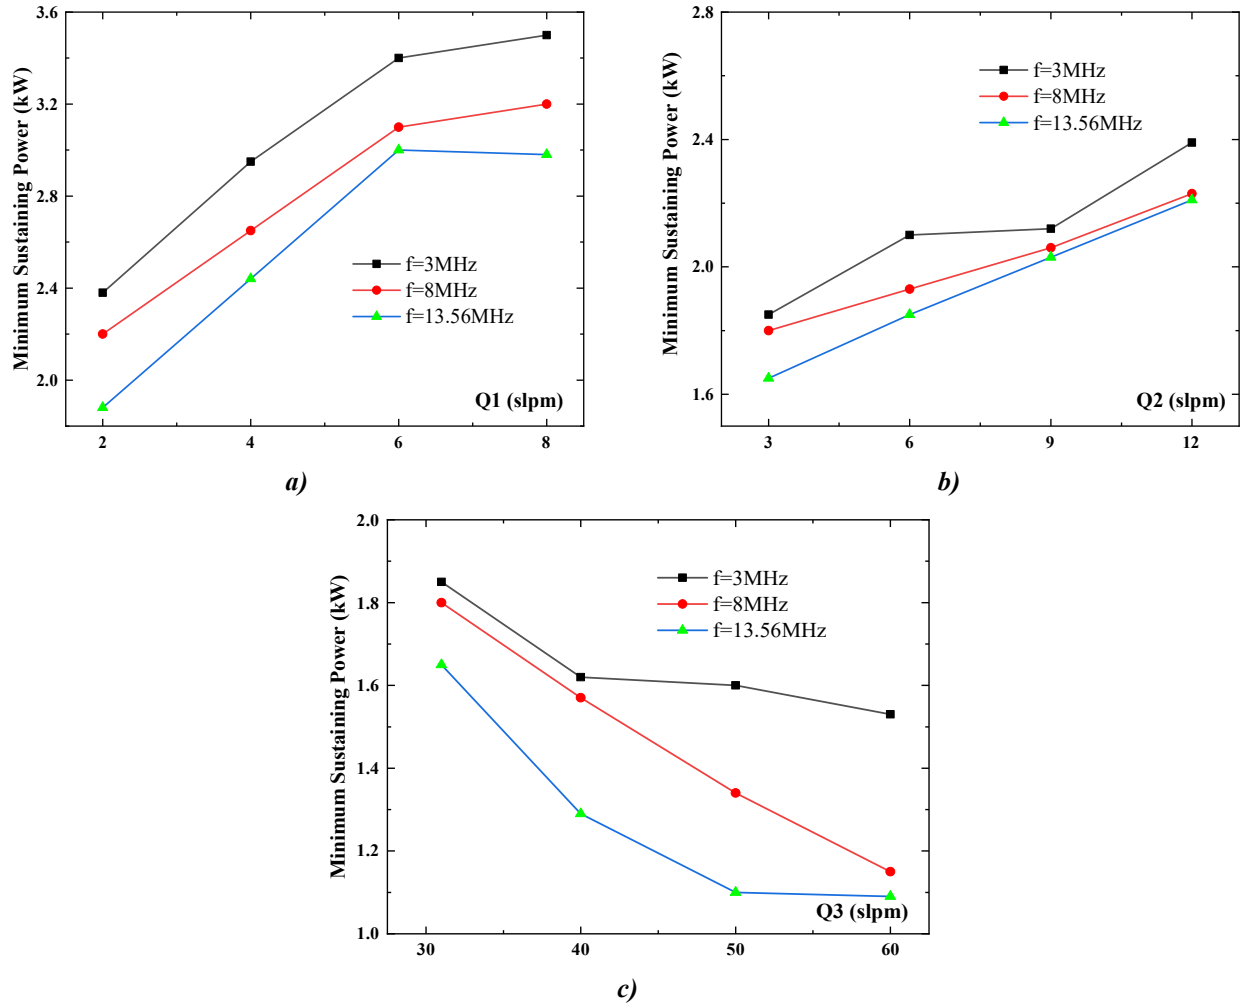 Minimum Sustaining Power (kW)
3.6
3.2
2.8
2.4
2.0
f=3MHz
f=8MHz
f=13.56MHz
Q1 (slpm)
2 4 6 8
a)
Minimum Sustaining Power (kW)
2.8
2.4
2.0
1.6
f=3MHz
f=8MHz
f=13.56MHz
Q2 (slpm)
3 6 9 12
b)
Minimum Sustaining Power (kW)
2.0
1.8
1.6
1.4
1.2
1.0
f=3MHz
f=8MHz
f=13.56MHz
Q3 (slpm)
30 40 50 60
c)